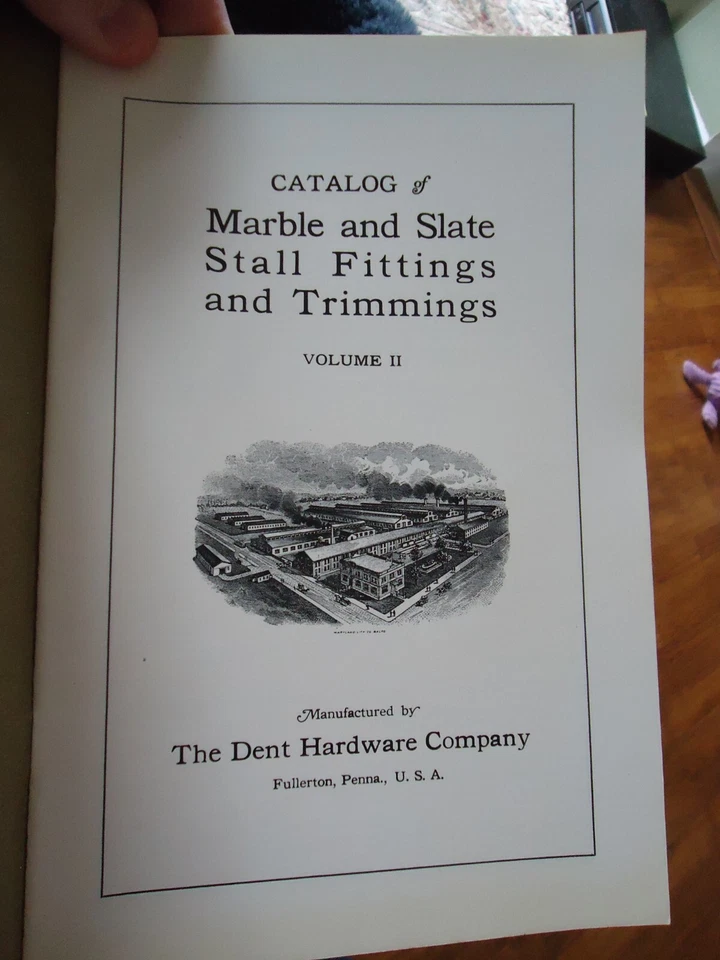 CATALOG of
Marble and Slate
Stall Fittings
and Trimmings
VOLUME II
Manufactured by
The Dent Hardware Company
Fullerton, Penna., U. S. A.